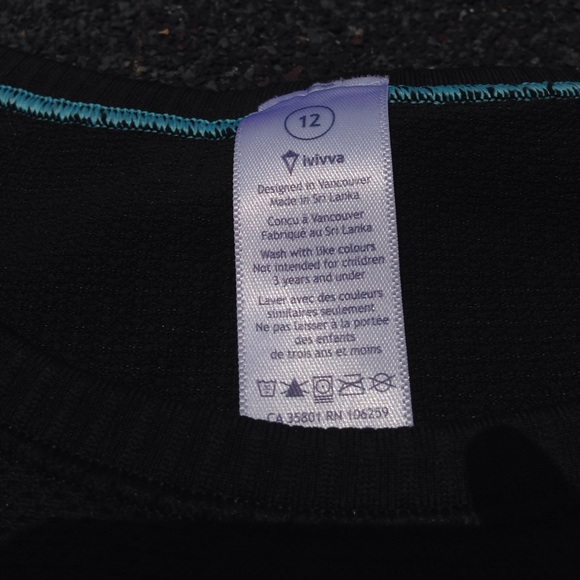 12
ivivva
Designed in Vancouver
Made in Sri Lanka
Concu à Vancouver
Fabriqué au Sri Lanka
Wash with like colours
Not intended for children
3 years and under
Laver avec des couleurs
similaires seulement
Ne pas laisser à la portée
des enfants
de trois ans et moins
CA 35801 RN 106259